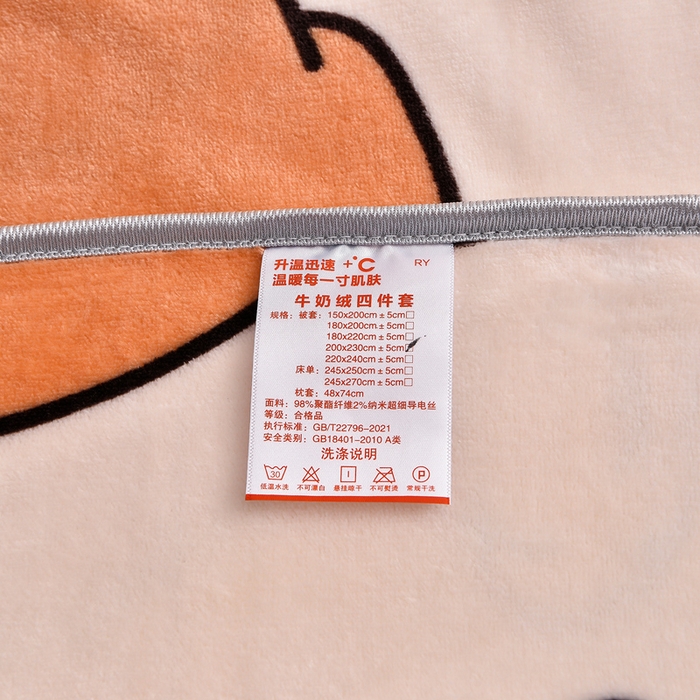 升温迅速 +°C RY
温暖每一寸肌肤
牛奶绒四件套
规格：被套：150x200cm±5cm□
180x200cm±5cm□
180x220cm±5cm□
200x230cm±5cm□
220x240cm±5cm□
床单：245x250cm±5cm□
245x270cm±5cm□
枕套：48x74cm
面料：98%聚酯纤维2%纳米超细导电丝
等级：合格品
执行标准：GB/T22796-2021
安全类别：GB18401-2010 A类
洗涤说明
30 P
低温水洗 不可漂白 悬挂晾干 不可熨烫 常规干洗